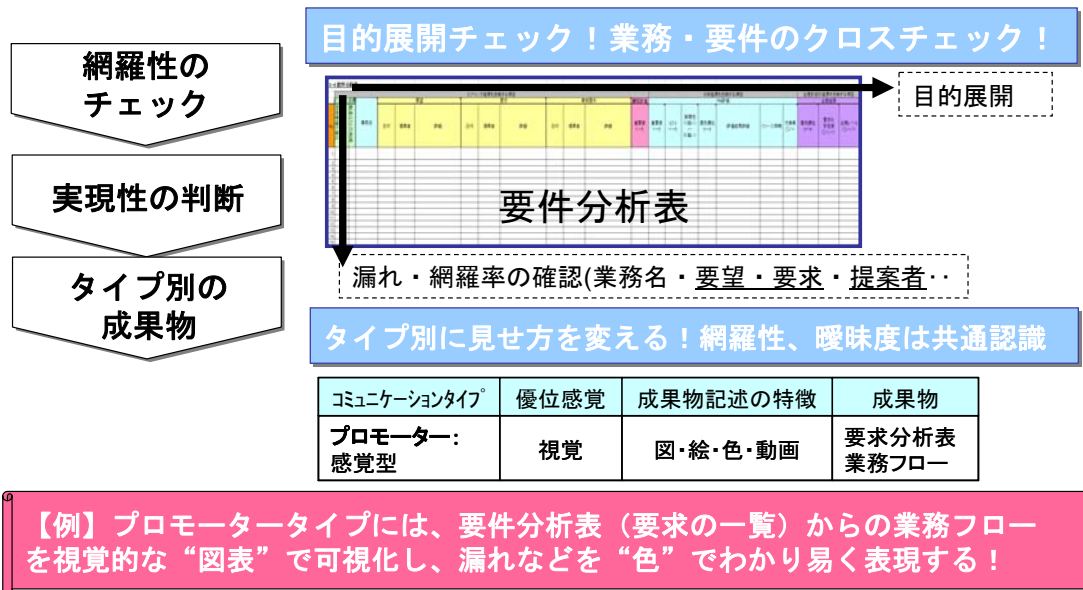 網羅性の
チェック
実現性の判断
タイプ別の
成果物
目的展開チェック！業務・要件のクロスチェック！
目的展開
要件分析表
漏れ・網羅率の確認(業務名・要望・要求・提案者‥
タイプ別に見せ方を変える！網羅性、曖昧度は共通認識
ｺﾐｭﾆｹｰｼｮﾝﾀｲﾌﾟ 優位感覚 成果物記述の特徴 成果物
プロモーター：
感覚型
視覚
図・絵・色・動画
要求分析表
業務フロー
【例】プロモータータイプには、要件分析表（要求の一覧）からの業務フロー
を視覚的な“図表”で可視化し、漏れなどを“色”でわかり易く表現する！